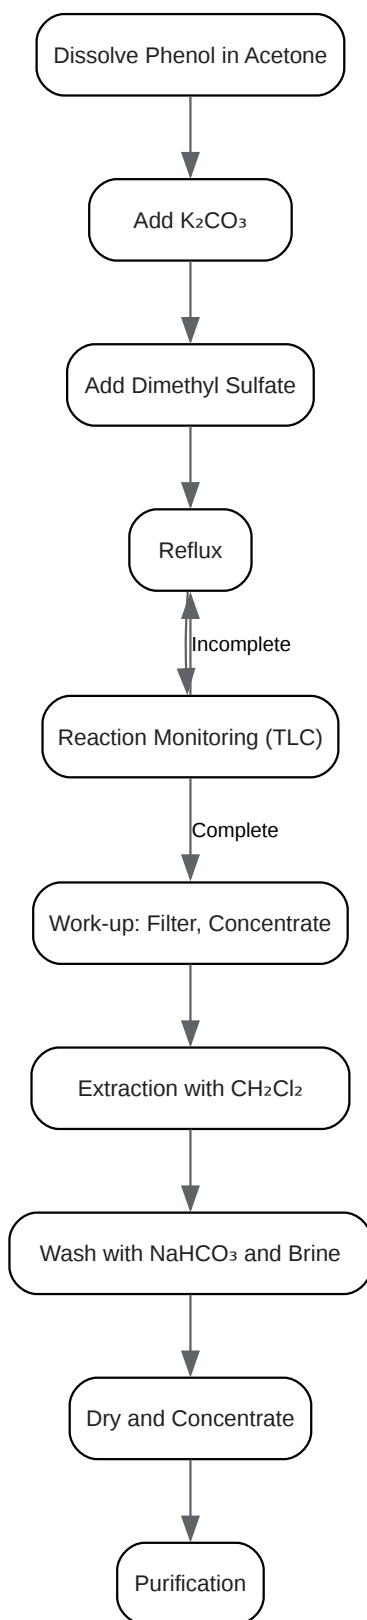 Dissolve Phenol in Acetone
Add K₂CO₃
Add Dimethyl Sulfate
Reflux
Incomplete
Reaction Monitoring (TLC)
Complete
Work-up: Filter, Concentrate
Extraction with CH₂Cl₂
Wash with NaHCO₃ and Brine
Dry and Concentrate
Purification